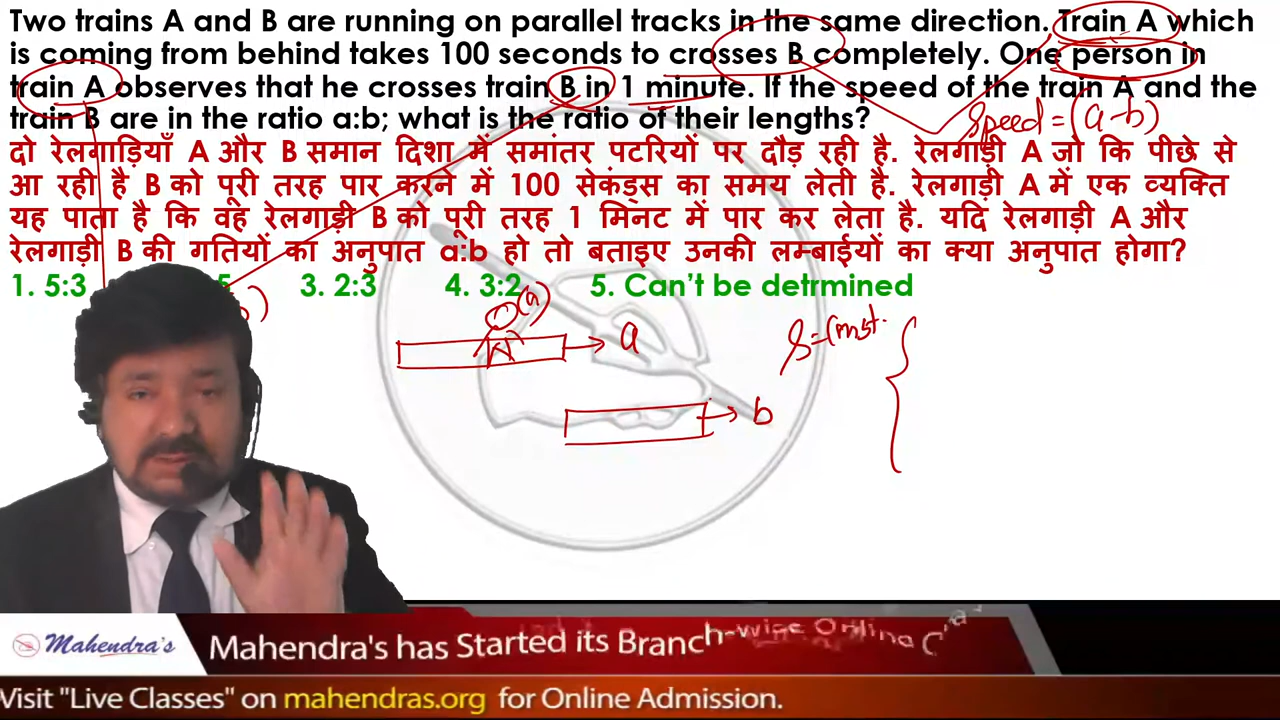 Two trains A and B are running on parallel tracks in the same direction. Train A which
is coming from behind takes 100 seconds to crosses B completely. One person in
train A observes that he crosses train B in 1 minute. If the speed of the train A and the
train B are in the ratio a:b; what is the ratio of their lengths?
Speed = (a-b)
दो रेलगाड़ियाँ A और B समान दिशा में समांतर पटरियों पर दौड़ रही है. रेलगाड़ी A जो कि पीछे से
आ रही है B को पूरी तरह पार करने में 100 सेकंड्स का समय लेती है. रेलगाड़ी A में एक व्यक्ति
यह पाता है कि वह रेलगाड़ी B को पूरी तरह 1 मिनट में पार कर लेता है. यदि रेलगाड़ी A और
रेलगाड़ी B की गतियों का अनुपात a:b हो तो बताइए उनकी लम्बाईयों का क्या अनुपात होगा?
1. 5:3 5 3. 2:3 4. 3:2 5. Can't be detrmined
(a)
a
S = Const.
b
Mahendra's
Mahendra's has Started its Branch-wise Online C
Visit "Live Classes" on mahendras.org for Online Admission.